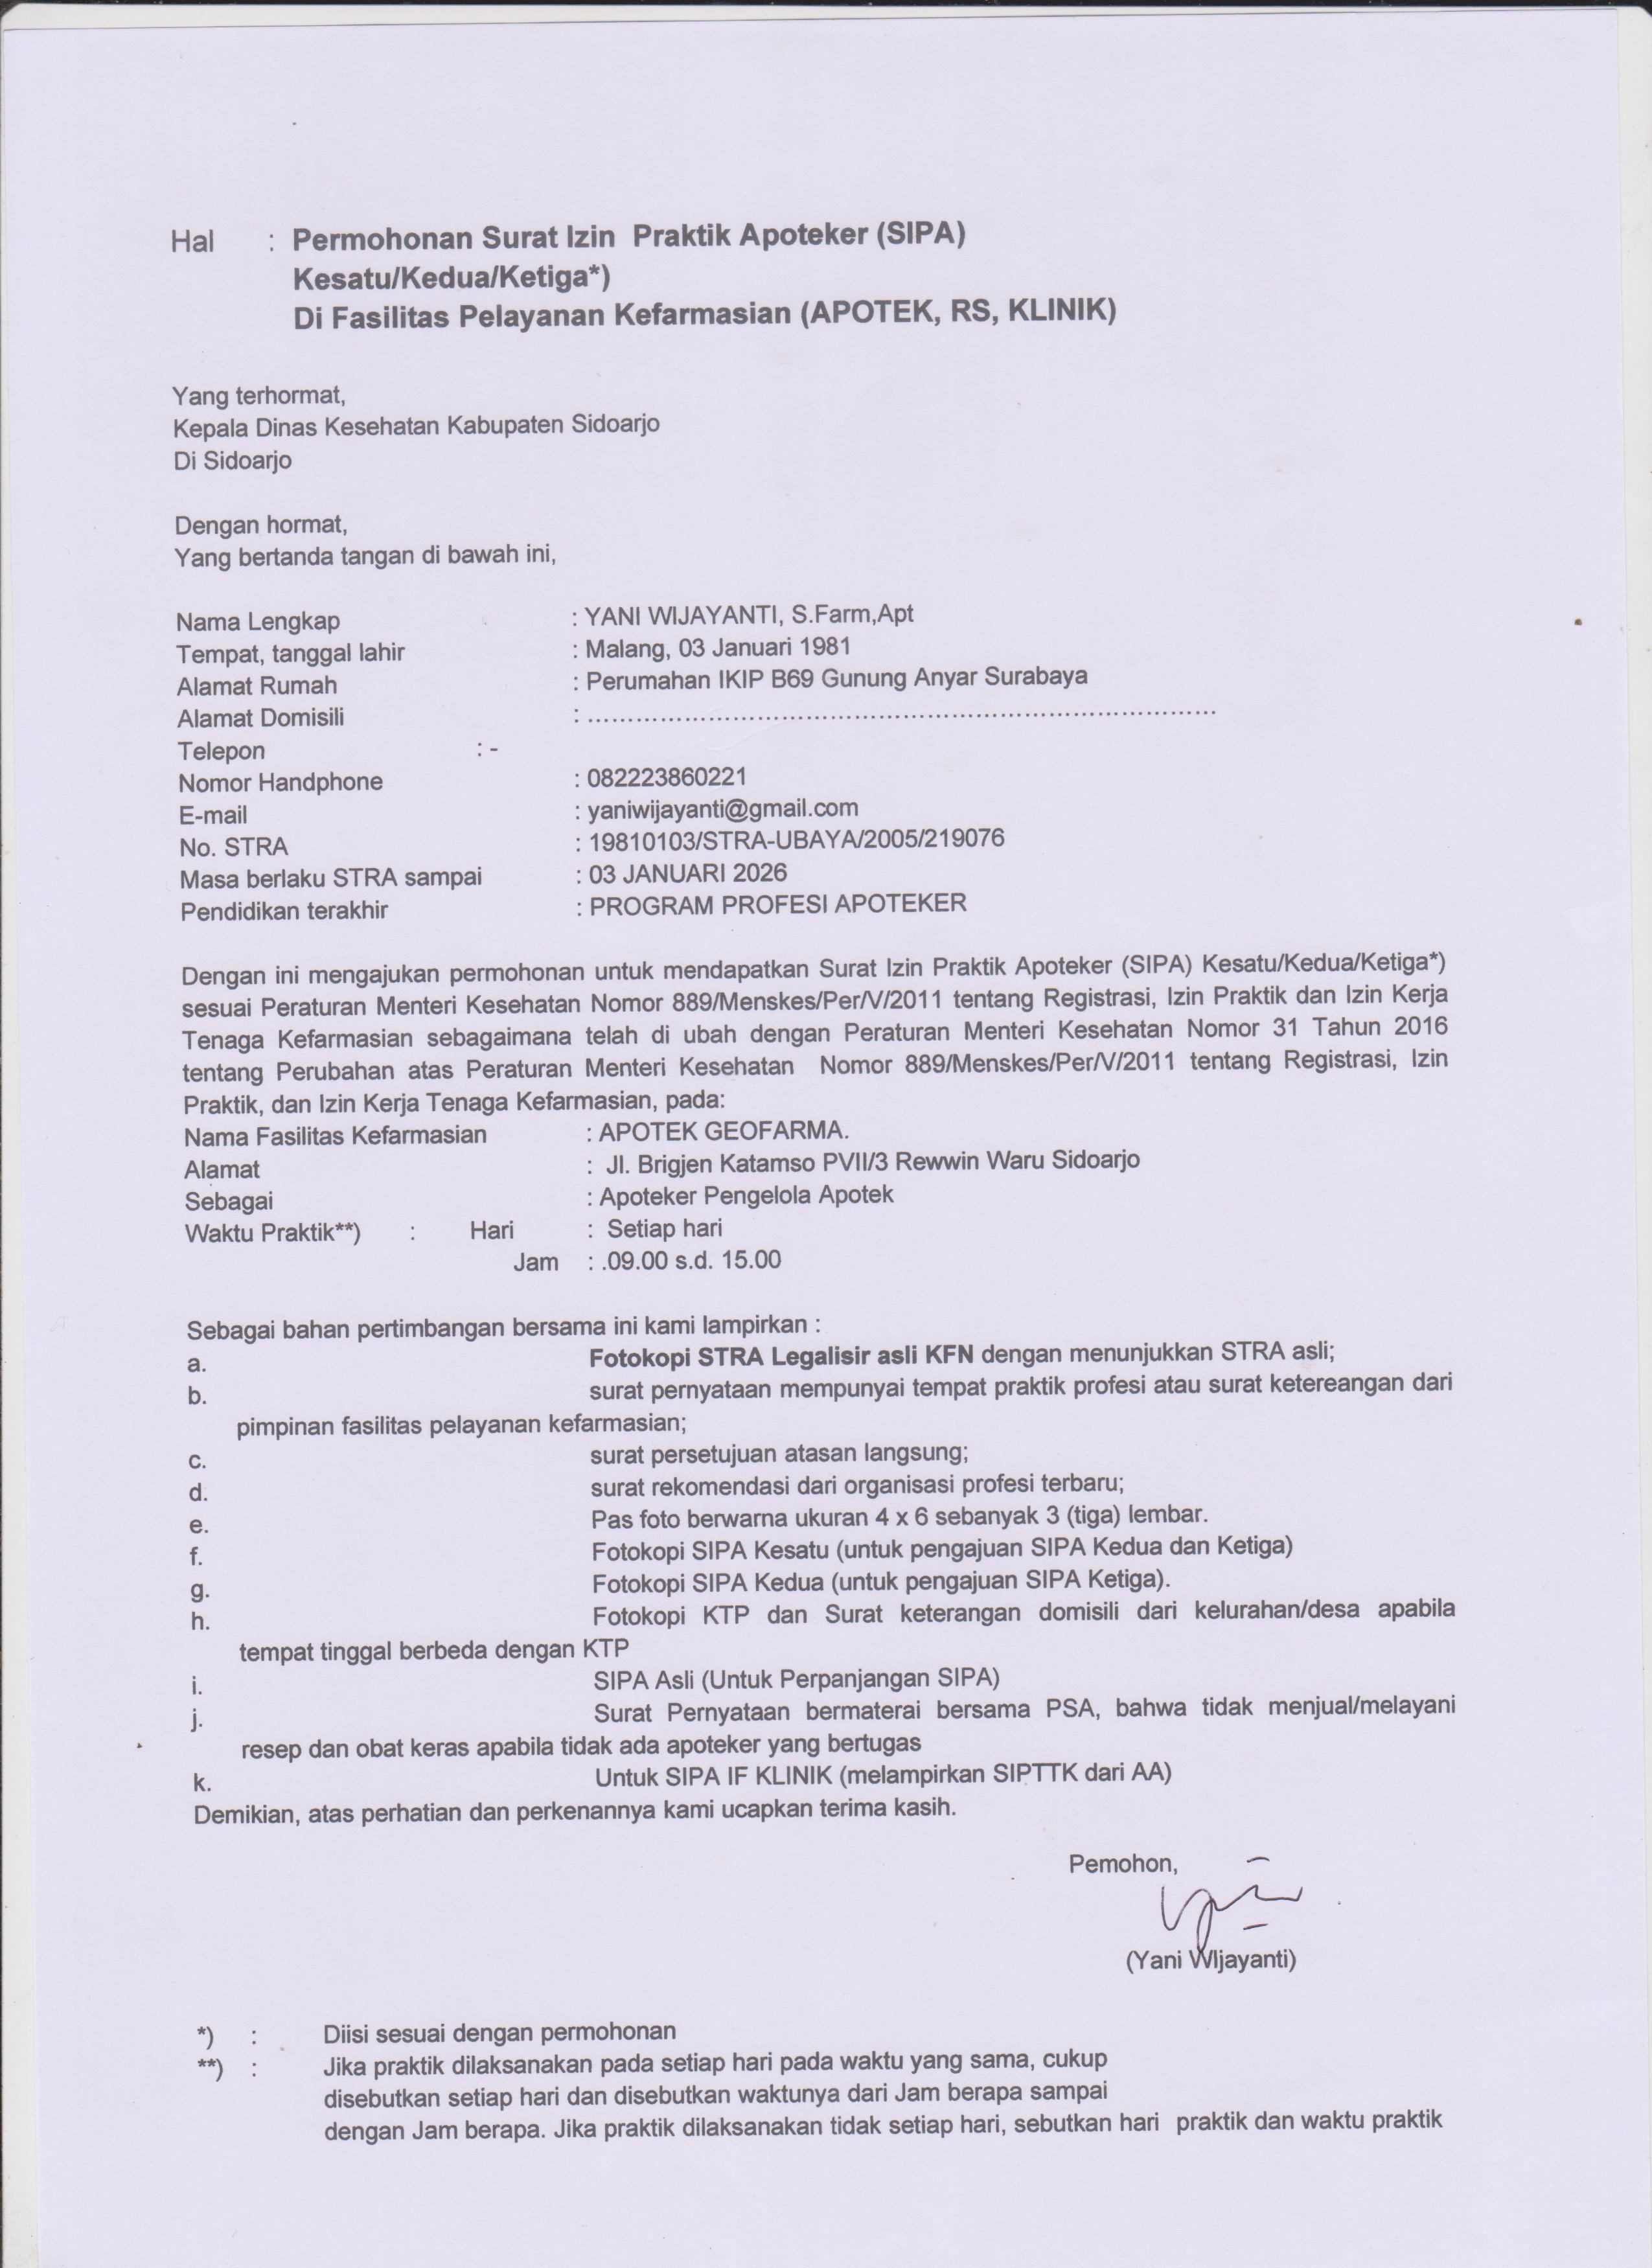 Hal : Permohonan Surat Izin Praktik Apoteker (SIPA)
Kesatu/Kedua/Ketiga*)
Di Fasilitas Pelayanan Kefarmasian (APOTEK, RS, KLINIK)
Yang terhormat,
Kepala Dinas Kesehatan Kabupaten Sidoarjo
Di Sidoarjo
Dengan hormat,
Yang bertanda tangan di bawah ini,
Nama Lengkap : YANI WIJAYANTI, S.Farm,Apt
Tempat, tanggal lahir : Malang, 03 Januari 1981
Alamat Rumah : Perumahan IKIP B69 Gunung Anyar Surabaya
Alamat Domisili : ..............................................................................
Telepon : -
Nomor Handphone : 082223860221
E-mail : yaniwijayanti@gmail.com
No. STRA : 19810103/STRA-UBAYA/2005/219076
Masa berlaku STRA sampai : 03 JANUARI 2026
Pendidikan terakhir : PROGRAM PROFESI APOTEKER
Dengan ini mengajukan permohonan untuk mendapatkan Surat Izin Praktik Apoteker (SIPA) Kesatu/Kedua/Ketiga*)
sesuai Peraturan Menteri Kesehatan Nomor 889/Menskes/Per/V/2011 tentang Registrasi, Izin Praktik dan Izin Kerja
Tenaga Kefarmasian sebagaimana telah di ubah dengan Peraturan Menteri Kesehatan Nomor 31 Tahun 2016
tentang Perubahan atas Peraturan Menteri Kesehatan Nomor 889/Menskes/Per/V/2011 tentang Registrasi, Izin
Praktik, dan Izin Kerja Tenaga Kefarmasian, pada:
Nama Fasilitas Kefarmasian : APOTEK GEOFARMA.
Alamat : Jl. Brigjen Katamso PVII/3 Rewwin Waru Sidoarjo
Sebagai : Apoteker Pengelola Apotek
Waktu Praktik**) : Hari : Setiap hari
Jam : .09.00 s.d. 15.00
Sebagai bahan pertimbangan bersama ini kami lampirkan :
a. Fotokopi STRA Legalisir asli KFN dengan menunjukkan STRA asli;
b. surat pernyataan mempunyai tempat praktik profesi atau surat ketereangan dari
pimpinan fasilitas pelayanan kefarmasian;
c. surat persetujuan atasan langsung;
d. surat rekomendasi dari organisasi profesi terbaru;
e. Pas foto berwarna ukuran 4 x 6 sebanyak 3 (tiga) lembar.
f. Fotokopi SIPA Kesatu (untuk pengajuan SIPA Kedua dan Ketiga)
g. Fotokopi SIPA Kedua (untuk pengajuan SIPA Ketiga).
h. Fotokopi KTP dan Surat keterangan domisili dari kelurahan/desa apabila
tempat tinggal berbeda dengan KTP
i. SIPA Asli (Untuk Perpanjangan SIPA)
j. Surat Pernyataan bermaterai bersama PSA, bahwa tidak menjual/melayani
resep dan obat keras apabila tidak ada apoteker yang bertugas
k. Untuk SIPA IF KLINIK (melampirkan SIPTTK dari AA)
Demikian, atas perhatian dan perkenannya kami ucapkan terima kasih.
Pemohon,
(Yani WIjayanti)
*) : Diisi sesuai dengan permohonan
**) : Jika praktik dilaksanakan pada setiap hari pada waktu yang sama, cukup
disebutkan setiap hari dan disebutkan waktunya dari Jam berapa sampai
dengan Jam berapa. Jika praktik dilaksanakan tidak setiap hari, sebutkan hari praktik dan waktu praktik